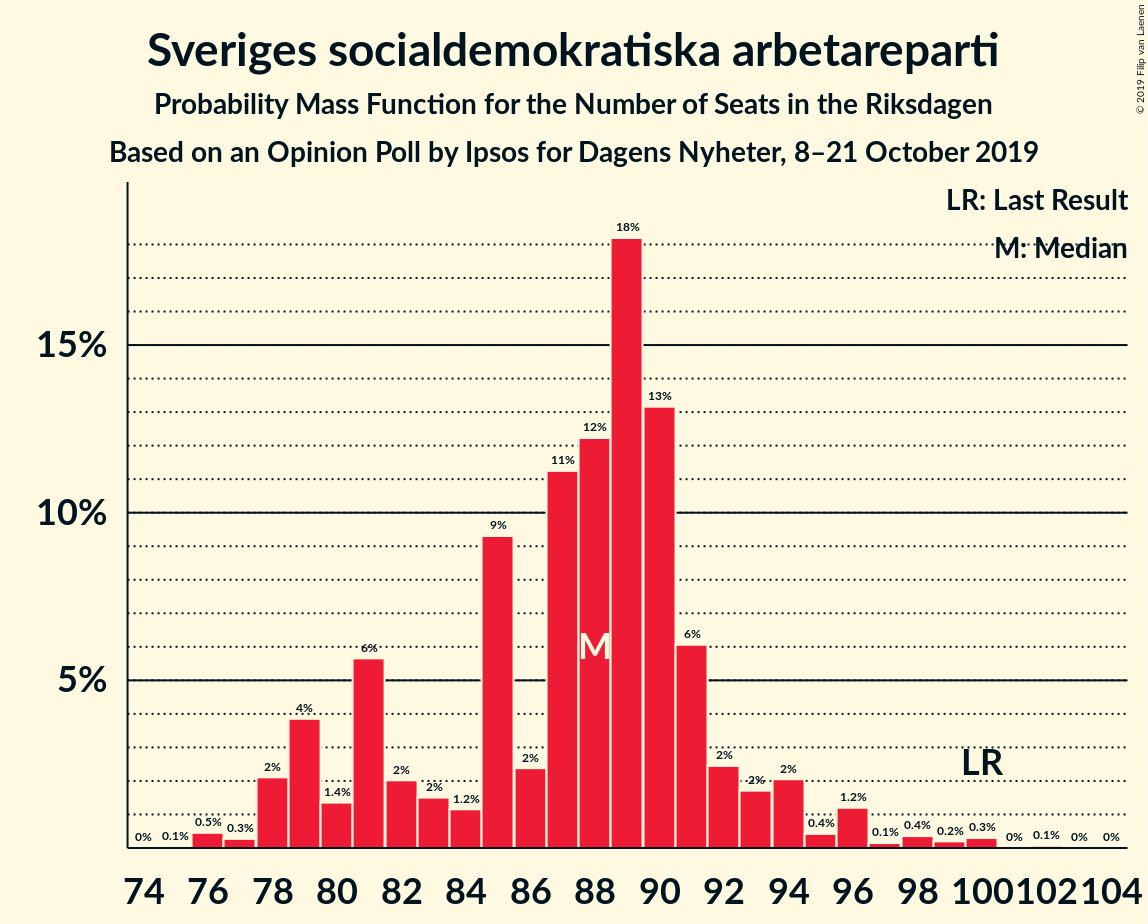 Sveriges socialdemokratiska arbetareparti
Probability Mass Function for the Number of Seats in the Riksdagen
Based on an Opinion Poll by Ipsos for Dagens Nyheter, 8–21 October 2019
© 2019 Filip van Laenen
LR: Last Result
M: Median
15%
10%
5%
0% 0.1% 0.5% 0.3% 2% 4% 1.4% 6% 2% 2% 1.2% 9% 2% 11% 12% 18% 13% 6% 2% 2% 2% 0.4% 1.2% 0.1% 0.4% 0.2% 0.3% 0% 0.1% 0% 0%
M
LR
74 76 78 80 82 84 86 88 90 92 94 96 98 100 102 104